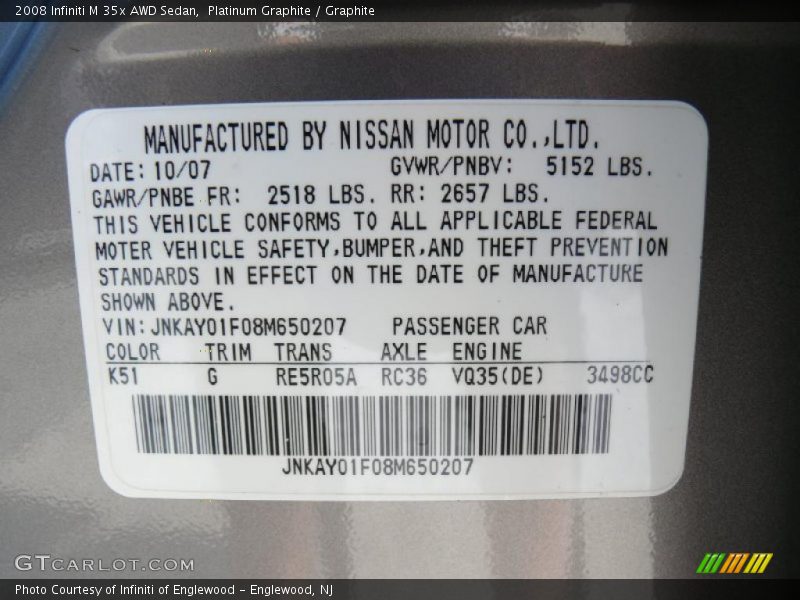 2008 Infiniti M 35x AWD Sedan,  Platinum Graphite / Graphite
MANUFACTURED BY NISSAN MOTOR CO.,LTD.
DATE: 10/07 GVWR/PNBV: 5152 LBS.
GAWR/PNBE FR: 2518 LBS. RR: 2657 LBS.
THIS VEHICLE CONFORMS TO ALL APPLICABLE FEDERAL
MOTER VEHICLE SAFETY,BUMPER,AND THEFT PREVENTION
STANDARDS IN EFFECT ON THE DATE OF MANUFACTURE
SHOWN ABOVE.
VIN: JNKAY01F08M650207 PASSENGER CAR
COLOR TRIM TRANS AXLE ENGINE
K51 G RE5R05A RC36 VQ35(DE) 3498CC
JNKAY01F08M650207
GTCARLOT.COM
Photo Courtesy of Infiniti of Englewood – Englewood, NJ